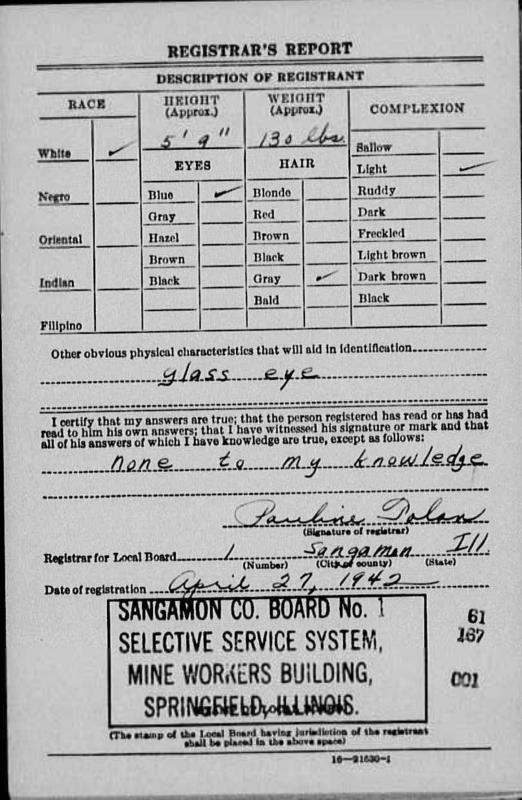 REGISTRAR'S REPORT
DESCRIPTION OF REGISTRANT
RACE
HEIGHT (Approx.)
WEIGHT (Approx.)
COMPLEXION
5' 9"
130 lbs.
White ✓
EYES
HAIR
Sallow
Light ✓
Negro
Blue ✓
Blonde
Ruddy
Gray
Red
Dark
Oriental
Hazel
Brown
Freckled
Brown
Black
Light brown
Indian
Black
Gray ✓
Dark brown
Bald
Black
Filipino
Other obvious physical characteristics that will aid in identification
glass eye
I certify that my answers are true; that the person registered has read or has had
read to him his own answers; that I have witnessed his signature or mark and that
all of his answers of which I have knowledge are true, except as follows:
none to my knowledge
Pauline Dolan
(Signature of registrar)
Registrar for Local Board 1 Sangamon Ill.
(Number) (City or county) (State)
Date of registration April 27, 1942
SANGAMON CO. BOARD No. 1
SELECTIVE SERVICE SYSTEM,
MINE WORKERS BUILDING,
SPRINGFIELD, ILLINOIS.
61
167
001
(The stamp of the Local Board having jurisdiction of the registrant
shall be placed in the above space)
16—21630-1